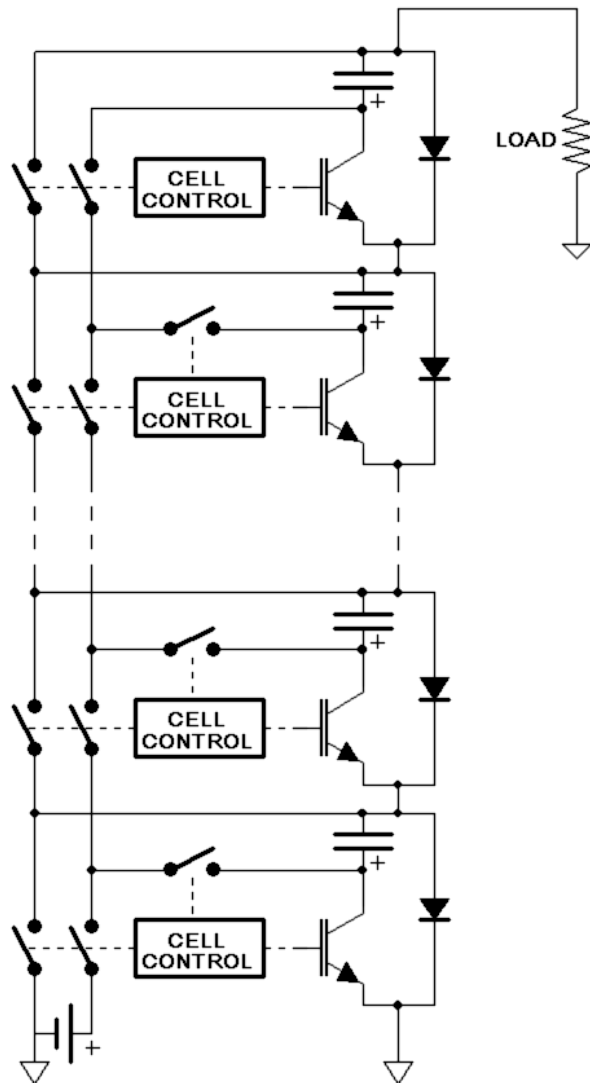 +
LOAD
CELL
CONTROL
+
CELL
CONTROL
+
CELL
CONTROL
+
CELL
CONTROL
+